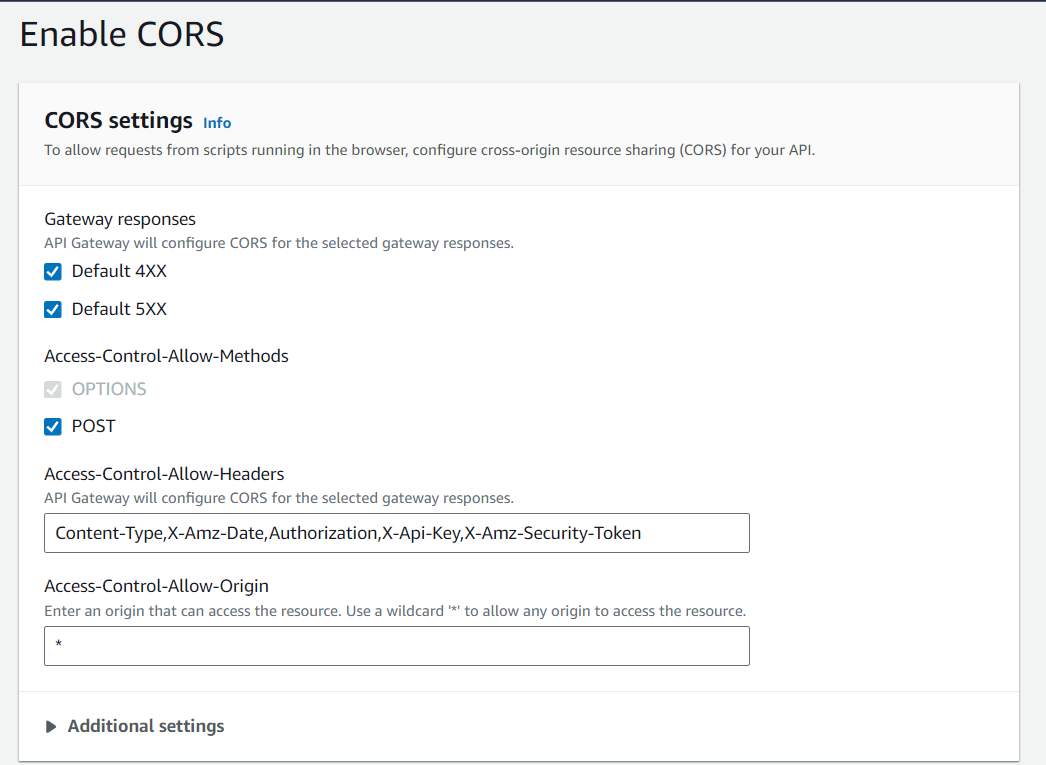 Enable CORS
CORS settings Info
To allow requests from scripts running in the browser, configure cross-origin resource sharing (CORS) for your API.
Gateway responses
API Gateway will configure CORS for the selected gateway responses.
Default 4XX
Default 5XX
Access-Control-Allow-Methods
OPTIONS
POST
Access-Control-Allow-Headers
API Gateway will configure CORS for the selected gateway responses.
Content-Type,X-Amz-Date,Authorization,X-Api-Key,X-Amz-Security-Token
Access-Control-Allow-Origin
Enter an origin that can access the resource. Use a wildcard '*' to allow any origin to access the resource.
*
Additional settings